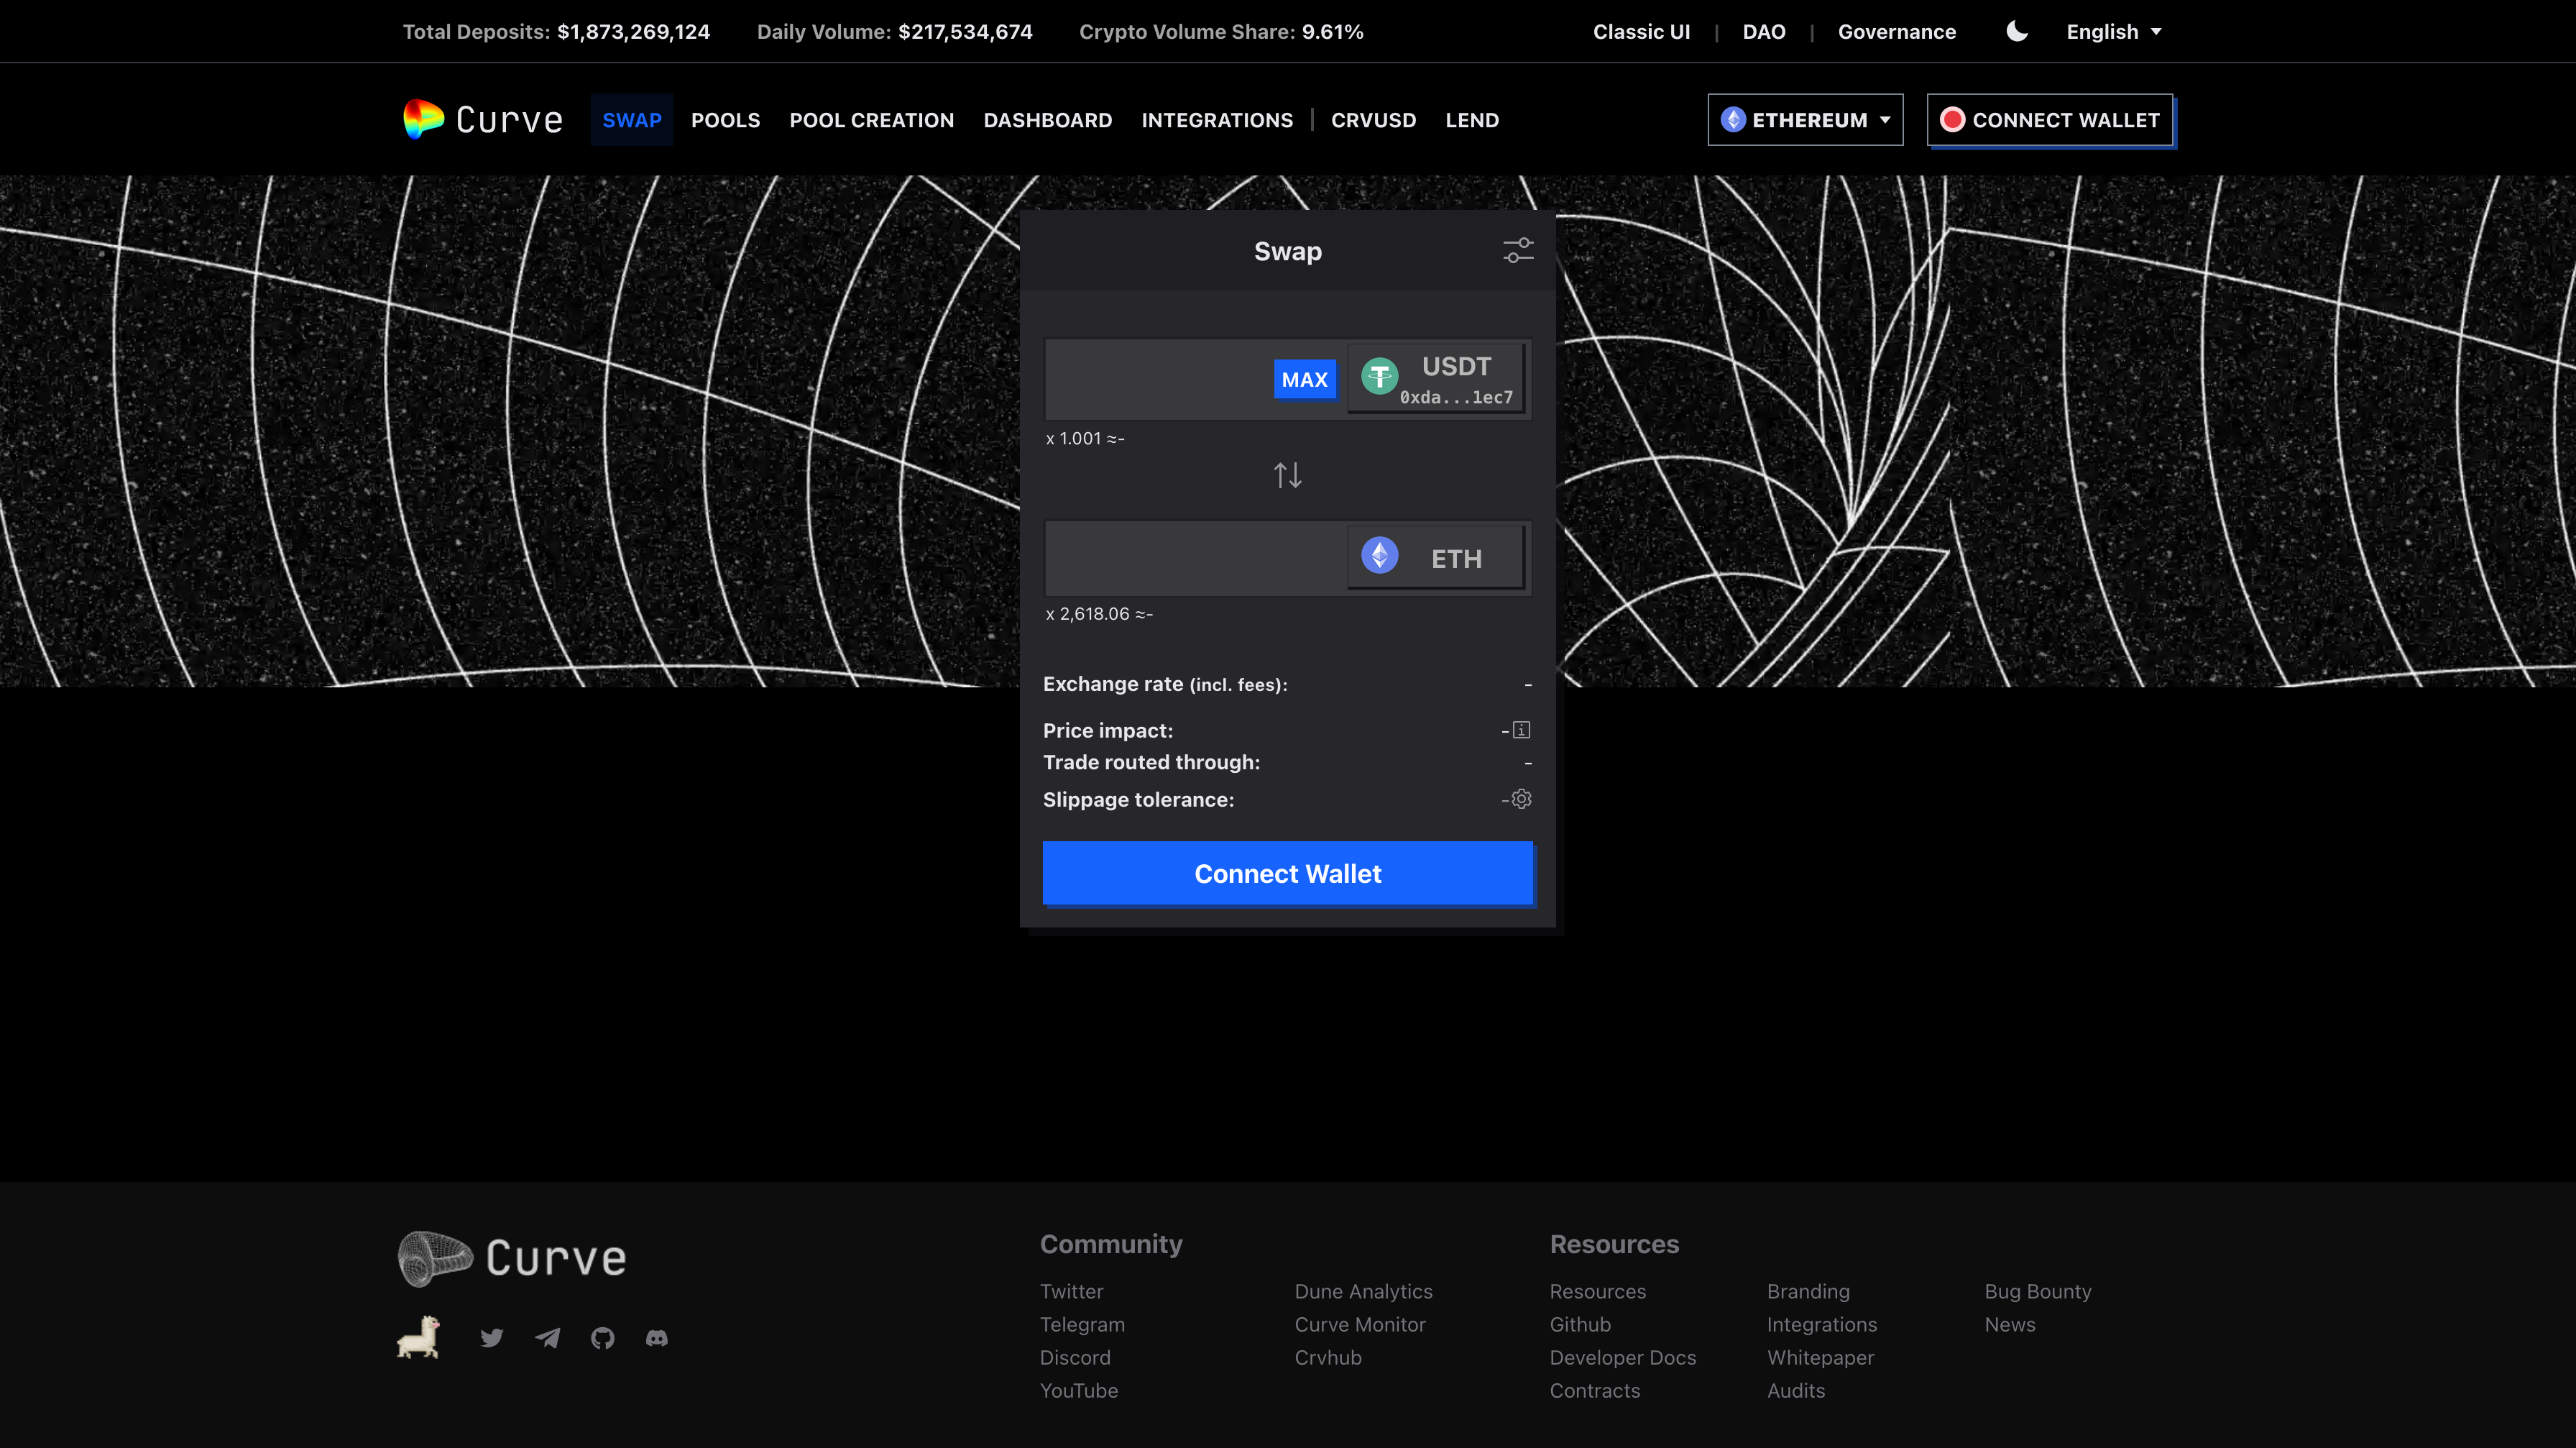 Total Deposits: $1,873,269,124 Daily Volume: $217,534,674 Crypto Volume Share: 9.61% Classic UI | DAO | Governance English
Curve SWAP POOLS POOL CREATION DASHBOARD INTEGRATIONS | CRVUSD LEND ETHEREUM CONNECT WALLET
Swap
MAX USDT
0xda...1ec7
x 1.001 ≈-
ETH
x 2,618.06 ≈-
Exchange rate (incl. fees): -
Price impact: -
Trade routed through: -
Slippage tolerance: -
Connect Wallet
Curve
Community
Twitter Dune Analytics
Telegram Curve Monitor
Discord Crvhub
YouTube
Resources
Resources Branding Bug Bounty
Github Integrations News
Developer Docs Whitepaper
Contracts Audits